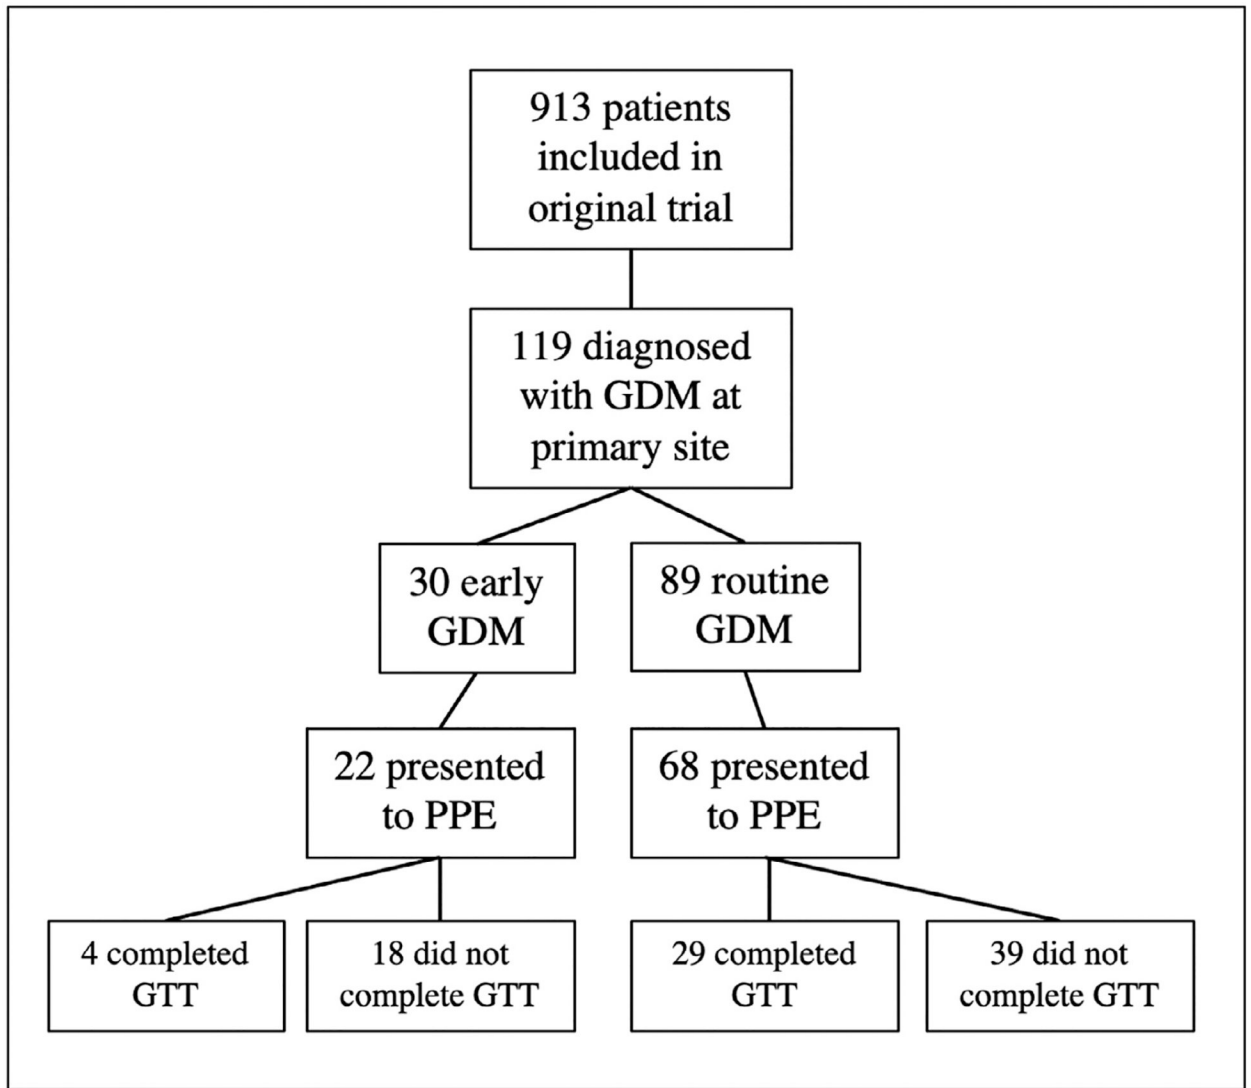 913 patients
included in
original trial
119 diagnosed
with GDM at
primary site
30 early
GDM
89 routine
GDM
22 presented
to PPE
68 presented
to PPE
4 completed
GTT
18 did not
complete GTT
29 completed
GTT
39 did not
complete GTT